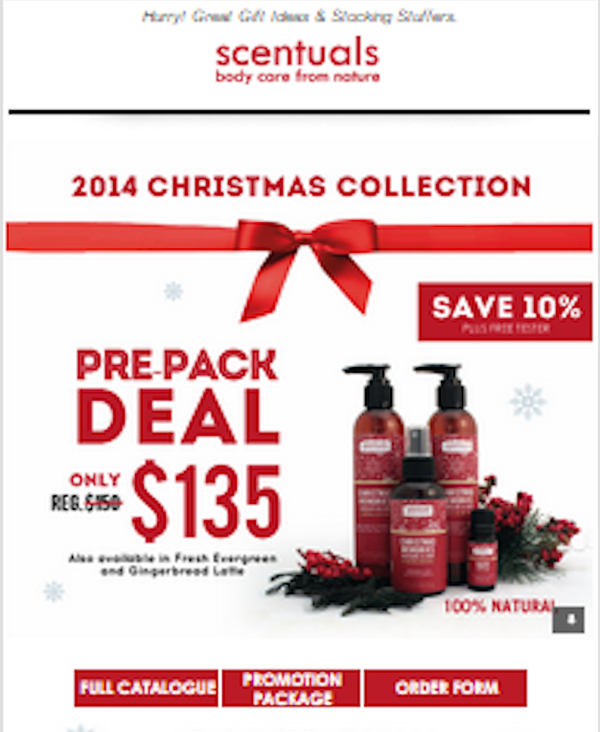 Hurry! Great Gift Ideas & Stocking Stuffers.
scentuals
body care from nature
2014 CHRISTMAS COLLECTION
SAVE 10%
PLUS FREE TESTER
PRE-PACK
DEAL
ONLY
REG. $150
$135
Also available in Fresh Evergreen
and Gingerbread Latte
CHRISTMAS
MEMORIES
100% NATURAL
FULL CATALOGUE
PROMOTION
PACKAGE
ORDER FORM